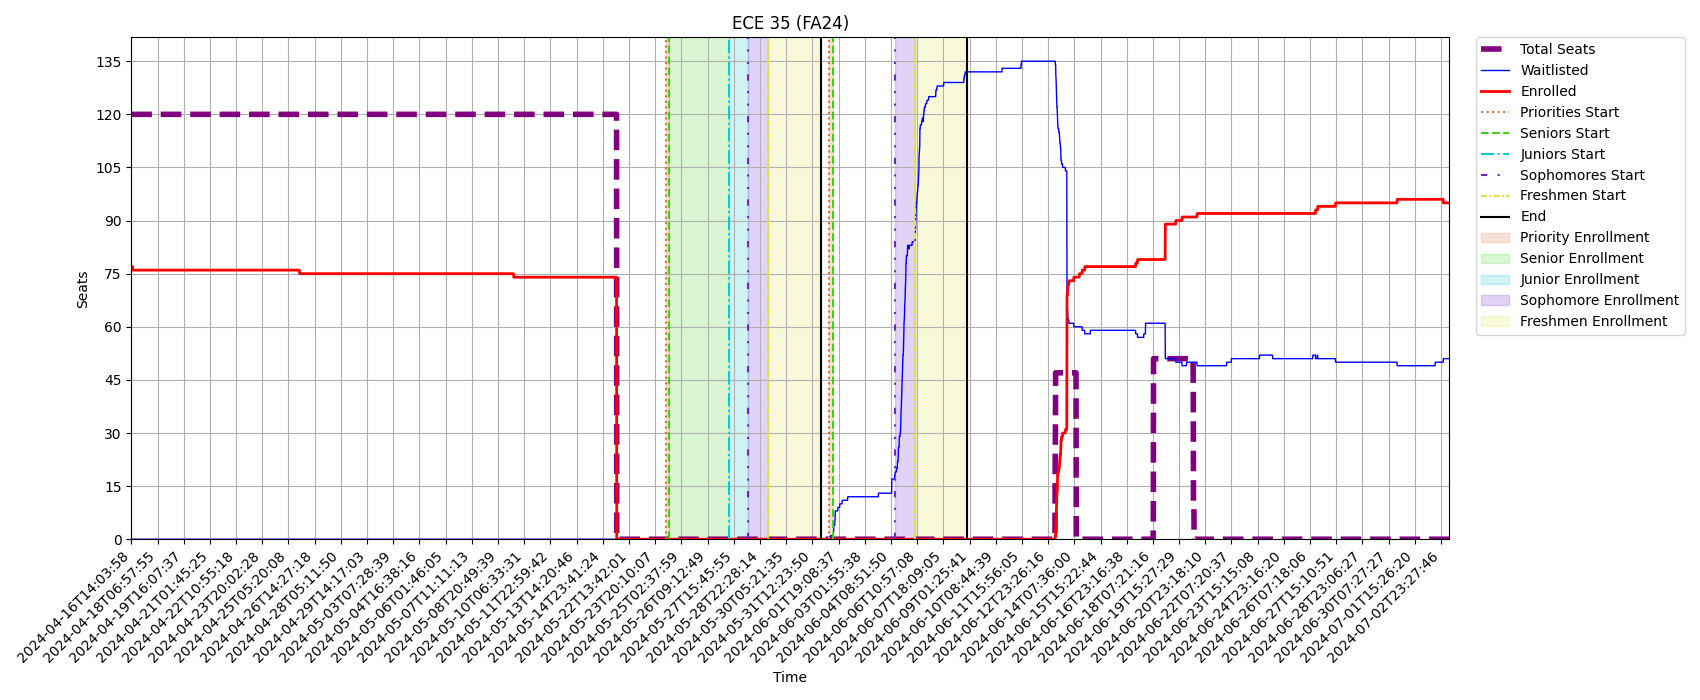 ECE 35 (FA24)
Seats
135
120
105
90
75
60
45
30
15
0
2024-04-16T14:03:58
2024-04-18T06:57:55
2024-04-19T16:07:37
2024-04-21T01:45:25
2024-04-22T10:55:18
2024-04-23T20:02:28
2024-04-25T05:20:08
2024-04-26T14:27:18
2024-04-28T05:11:50
2024-04-29T14:17:03
2024-05-03T07:28:39
2024-05-04T16:38:16
2024-05-06T01:46:05
2024-05-07T11:11:13
2024-05-08T20:49:39
2024-05-10T06:33:31
2024-05-11T22:59:42
2024-05-13T14:20:46
2024-05-14T23:41:24
2024-05-22T13:42:01
2024-05-23T20:10:07
2024-05-25T02:37:59
2024-05-26T09:12:49
2024-05-27T15:45:55
2024-05-28T22:28:14
2024-05-30T05:21:35
2024-05-31T12:23:50
2024-06-01T19:08:37
2024-06-03T01:55:38
2024-06-04T08:51:50
2024-06-06T10:57:08
2024-06-07T18:09:05
2024-06-09T01:25:41
2024-06-10T08:44:39
2024-06-11T15:56:05
2024-06-12T23:26:16
2024-06-14T07:36:00
2024-06-15T15:22:44
2024-06-16T23:16:38
2024-06-18T07:21:16
2024-06-19T15:27:29
2024-06-20T23:18:10
2024-06-22T07:20:37
2024-06-23T15:15:08
2024-06-24T23:16:20
2024-06-26T07:18:06
2024-06-27T15:10:51
2024-06-28T23:06:27
2024-06-30T07:27:27
2024-07-01T15:26:20
2024-07-02T23:27:46
Time
Total Seats
Waitlisted
Enrolled
Priorities Start
Seniors Start
Juniors Start
Sophomores Start
Freshmen Start
End
Priority Enrollment
Senior Enrollment
Junior Enrollment
Sophomore Enrollment
Freshmen Enrollment